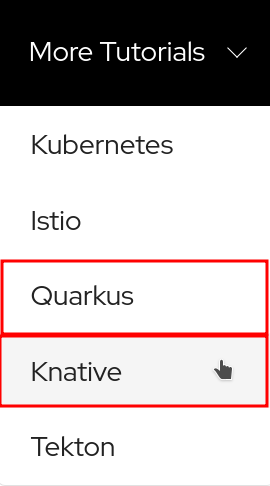 More Tutorials
Kubernetes
Istio
Quarkus
Knative
Tekton